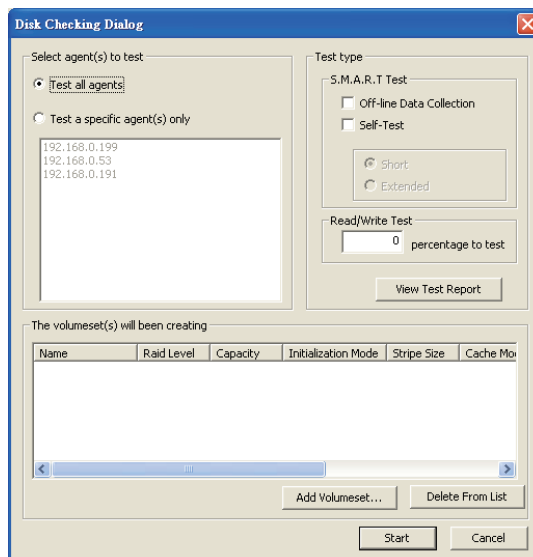 Disk Checking Dialog
Select agent(s) to test
Test all agents
Test a specific agent(s) only
192.168.0.199
192.168.0.53
192.168.0.191
Test type
S.M.A.R.T Test
Off-line Data Collection
Self-Test
Short
Extended
Read/Write Test
0 percentage to test
View Test Report
The volumeset(s) will been creating
Name Raid Level Capacity Initialization Mode Stripe Size Cache Mo
Add Volumeset... Delete From List
Start Cancel